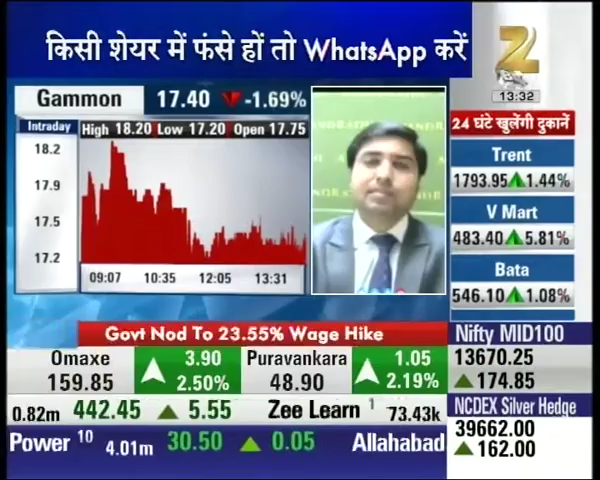 किसी शेयर में फंसे हों तो WhatsApp करें
13:32
Gammon 17.40 -1.69%
Intraday High 18.20 Low 17.20 Open 17.75
18.2
17.9
17.5
17.2
09:07 10:35 12:05 13:31
24 घंटे खुलेंगी दुकानें
Trent
1793.95 1.44%
V Mart
483.40 5.81%
Bata
546.10 1.08%
Govt Nod To 23.55% Wage Hike
Omaxe 3.90 Puravankara 1.05
159.85 2.50% 48.90 2.19%
0.82m 442.45 5.55 Zee Learn 1 73.43k
Power 10 4.01m 30.50 0.05 Allahabad
Nifty MID100
13670.25
174.85
NCDEX Silver Hedge
39662.00
162.00